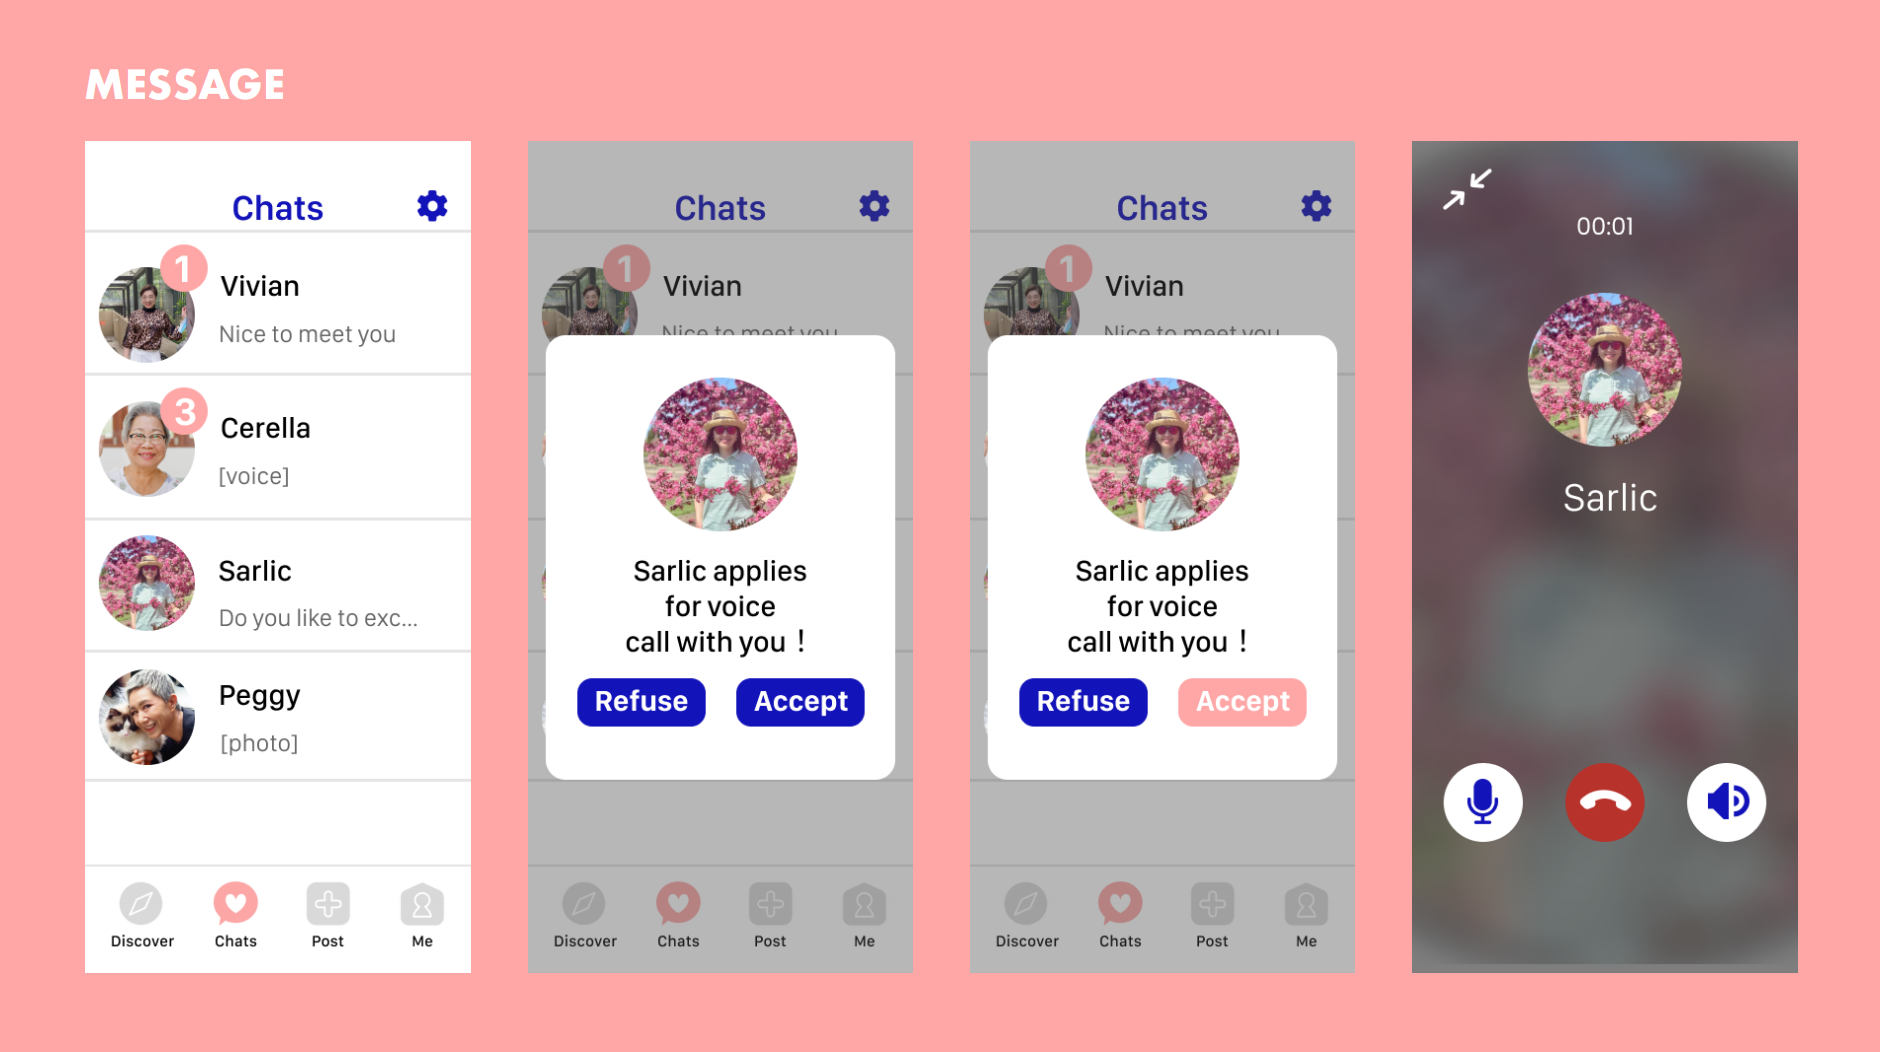 MESSAGE
Chats
1
Vivian
Nice to meet you
3
Cerella
[voice]
Sarlic
Do you like to exc...
Peggy
[photo]
Discover
Chats
Post
Me
Chats
1
Vivian
Nice to meet you
Sarlic applies
for voice
call with you！
Refuse
Accept
Discover
Chats
Post
Me
Chats
1
Vivian
Nice to meet you
Sarlic applies
for voice
call with you！
Refuse
Accept
Discover
Chats
Post
Me
00:01
Sarlic